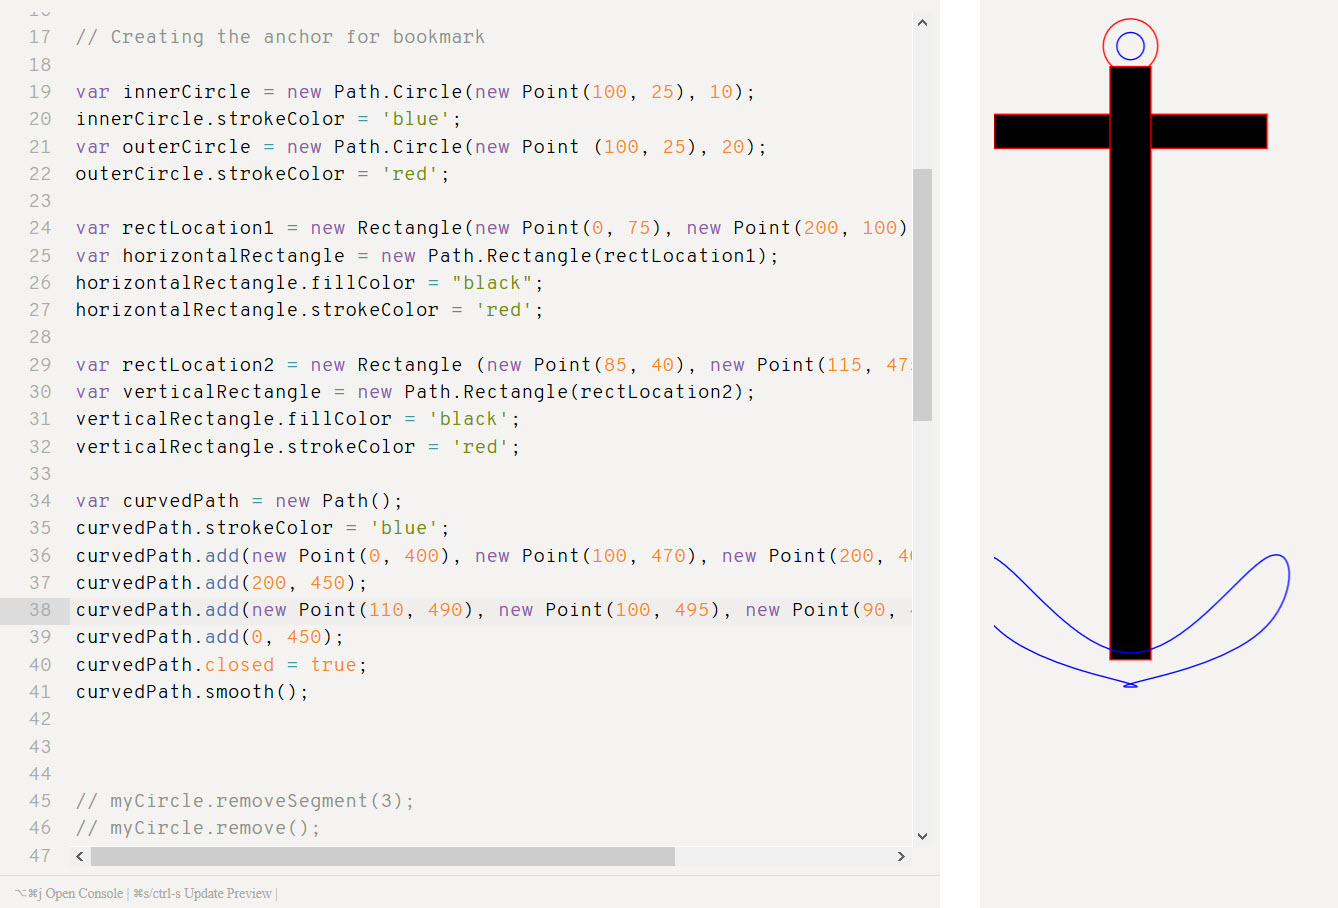 17 // Creating the anchor for bookmark
18
19 var innerCircle = new Path.Circle(new Point(100, 25), 10);
20 innerCircle.strokeColor = 'blue';
21 var outerCircle = new Path.Circle(new Point (100, 25), 20);
22 outerCircle.strokeColor = 'red';
23
24 var rectLocation1 = new Rectangle(new Point(0, 75), new Point(200, 100)
25 var horizontalRectangle = new Path.Rectangle(rectLocation1);
26 horizontalRectangle.fillColor = "black";
27 horizontalRectangle.strokeColor = 'red';
28
29 var rectLocation2 = new Rectangle (new Point(85, 40), new Point(115, 47
30 var verticalRectangle = new Path.Rectangle(rectLocation2);
31 verticalRectangle.fillColor = 'black';
32 verticalRectangle.strokeColor = 'red';
33
34 var curvedPath = new Path();
35 curvedPath.strokeColor = 'blue';
36 curvedPath.add(new Point(0, 400), new Point(100, 470), new Point(200, 4
37 curvedPath.add(200, 450);
38 curvedPath.add(new Point(110, 490), new Point(100, 495), new Point(90,
39 curvedPath.add(0, 450);
40 curvedPath.closed = true;
41 curvedPath.smooth();
42
43
44
45 // myCircle.removeSegment(3);
46 // myCircle.remove();
47
⌥⌘j Open Console | ⌘s/ctrl-s Update Preview |